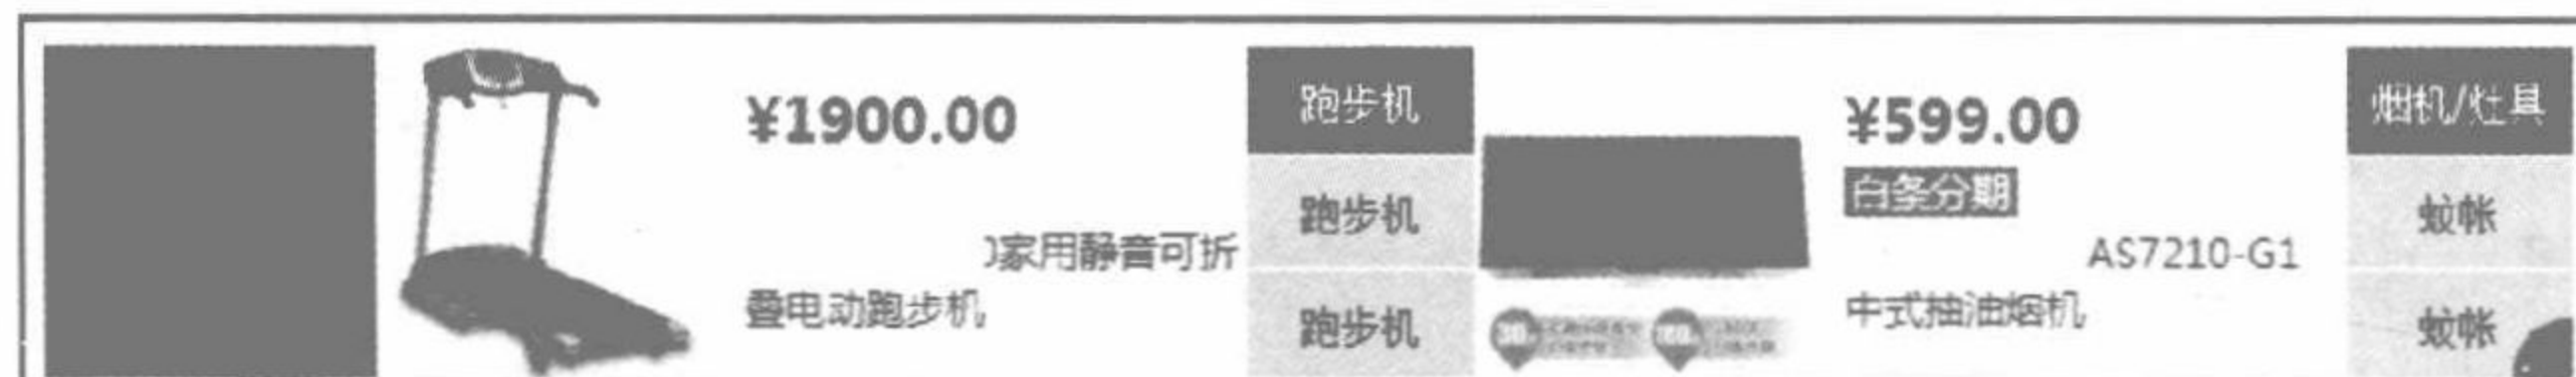 ¥1900.00
家用静音可折
叠电动跑步机
跑步机
跑步机
跑步机
¥599.00
白条分期
AS7210-G1
中式抽油烟机
烟机/灶具
蚊帐
蚊帐